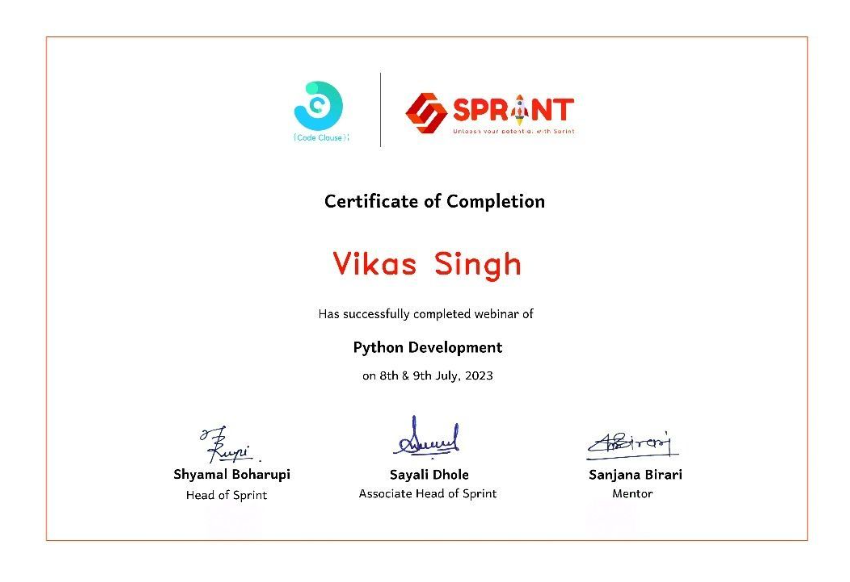 {Code Clause};
SPRINT
Unleash your potential with Sprint
Certificate of Completion
Vikas Singh
Has successfully completed webinar of
Python Development
on 8th & 9th July, 2023
Shyamal Boharupi
Head of Sprint
Sayali Dhole
Associate Head of Sprint
Sanjana Birari
Mentor